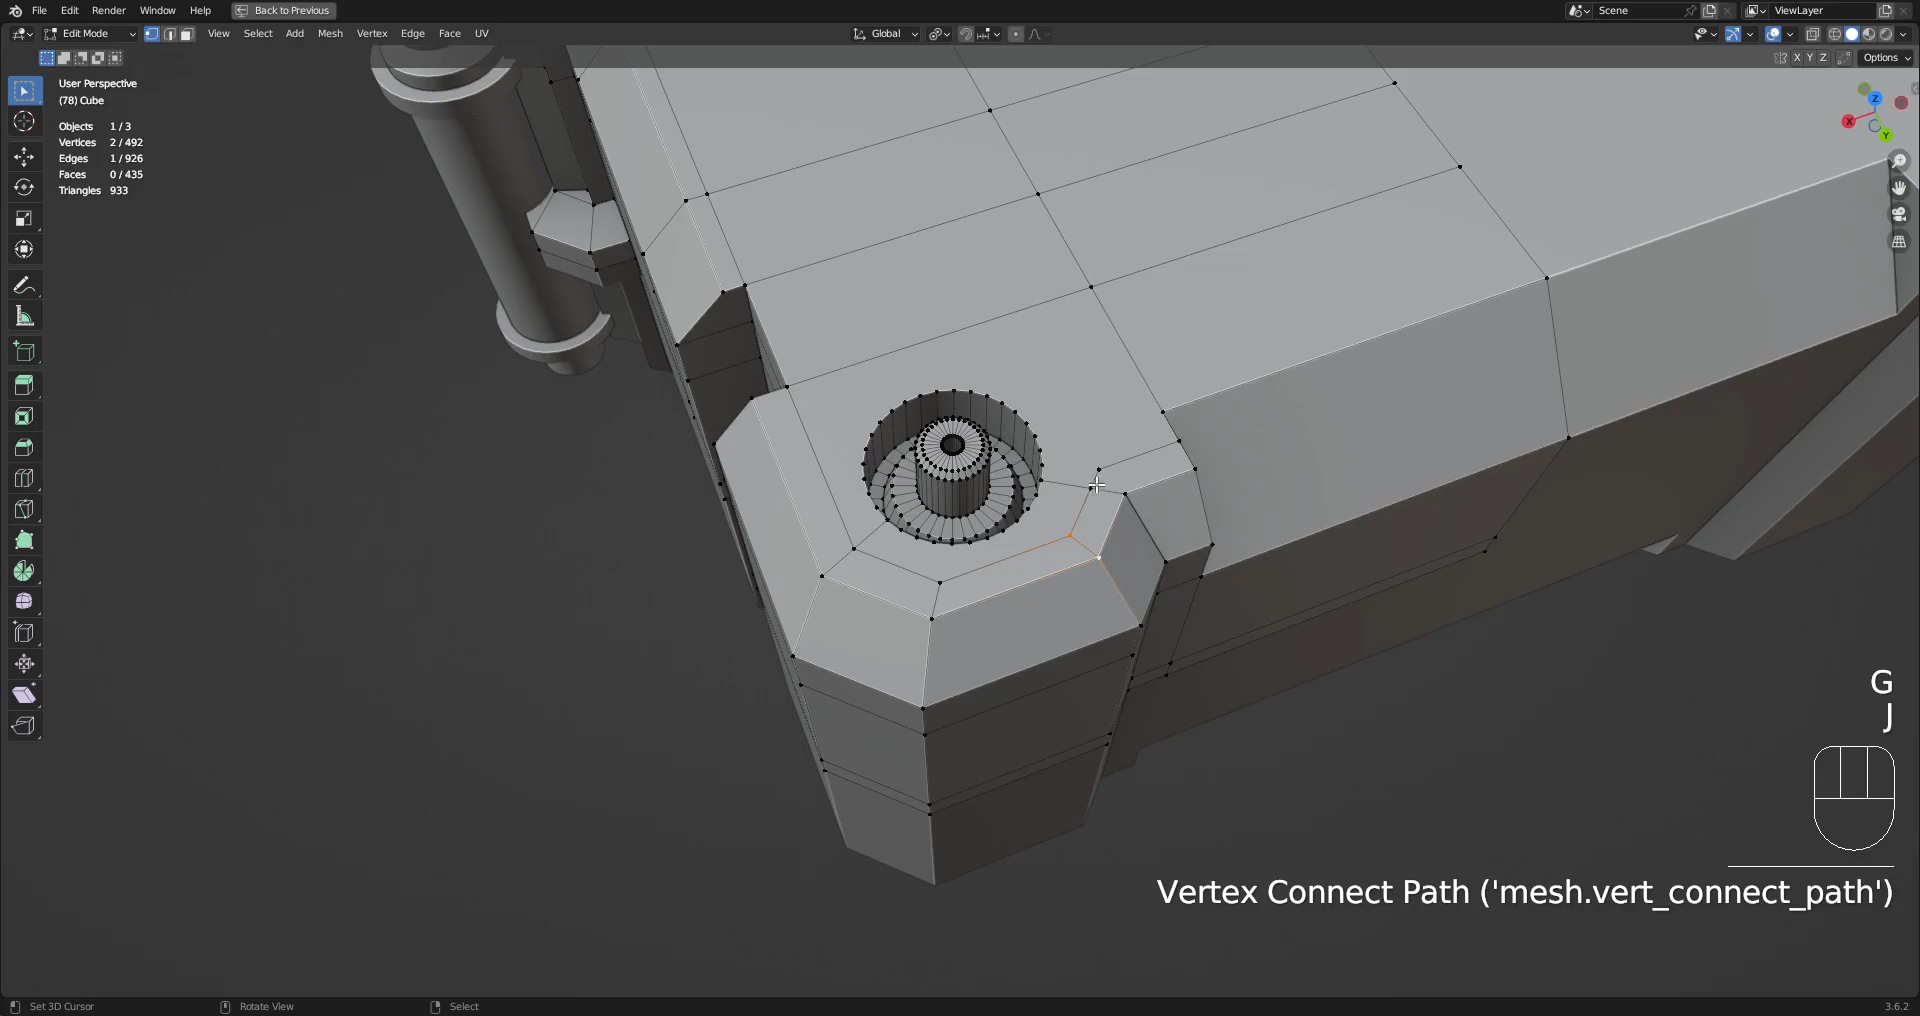 File Edit Render Window Help Back to Previous Scene ViewLayer
Edit Mode View Select Add Mesh Vertex Edge Face UV Global
X Y Z Options
User Perspective
(78) Cube
Objects 1 / 3
Vertices 2 / 492
Edges 1 / 926
Faces 0 / 435
Triangles 933
Z
X
Y
G
J
Vertex Connect Path ('mesh.vert_connect_path')
Set 3D Cursor Rotate View Select 3.6.2